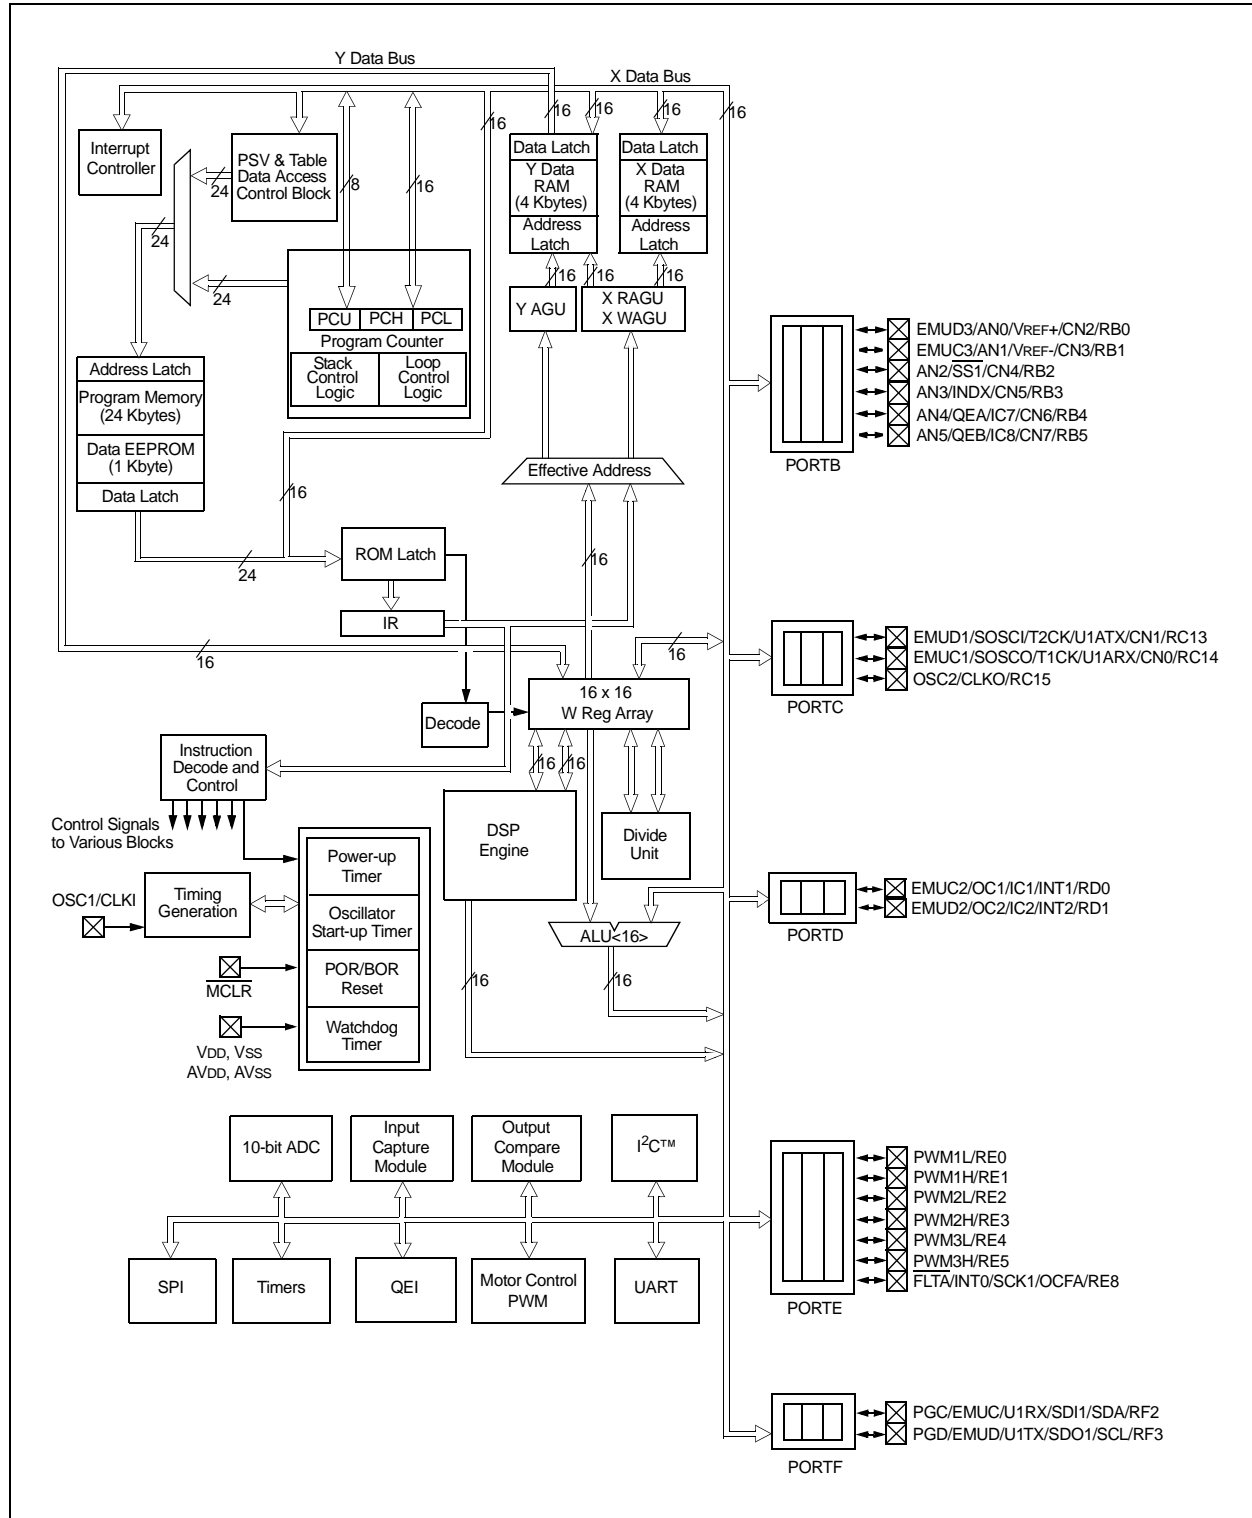 Y Data Bus
X Data Bus
16
16
16
16
16
Interrupt
Controller
PSV & Table
Data Access
Control Block
24
8
16
24
24
Data Latch
Y Data
RAM
(4 Kbytes)
Address
Latch
Data Latch
X Data
RAM
(4 Kbytes)
Address
Latch
16
16
16
Y AGU
X RAGU
X WAGU
PCU
PCH
PCL
Program Counter
Stack
Control
Logic
Loop
Control
Logic
Address Latch
Program Memory
(24 Kbytes)
Data EEPROM
(1 Kbyte)
Data Latch
Effective Address
16
16
24
ROM Latch
IR
16
16
16 x 16
W Reg Array
Decode
Instruction
Decode and
Control
16
16
Control Signals
to Various Blocks
DSP
Engine
Divide
Unit
Power-up
Timer
Oscillator
Start-up Timer
POR/BOR
Reset
Watchdog
Timer
OSC1/CLKI
Timing
Generation
MCLR
VDD, VSS
AVDD, AVSS
ALU<16>
16
16
10-bit ADC
Input
Capture
Module
Output
Compare
Module
I²C™
SPI
Timers
QEI
Motor Control
PWM
UART
EMUD3/AN0/VREF+/CN2/RB0
EMUC3/AN1/VREF-/CN3/RB1
AN2/SS1/CN4/RB2
AN3/INDX/CN5/RB3
AN4/QEA/IC7/CN6/RB4
AN5/QEB/IC8/CN7/RB5
PORTB
EMUD1/SOSCI/T2CK/U1ATX/CN1/RC13
EMUC1/SOSCO/T1CK/U1ARX/CN0/RC14
OSC2/CLKO/RC15
PORTC
EMUC2/OC1/IC1/INT1/RD0
EMUD2/OC2/IC2/INT2/RD1
PORTD
PWM1L/RE0
PWM1H/RE1
PWM2L/RE2
PWM2H/RE3
PWM3L/RE4
PWM3H/RE5
FLTA/INT0/SCK1/OCFA/RE8
PORTE
PGC/EMUC/U1RX/SDI1/SDA/RF2
PGD/EMUD/U1TX/SDO1/SCL/RF3
PORTF